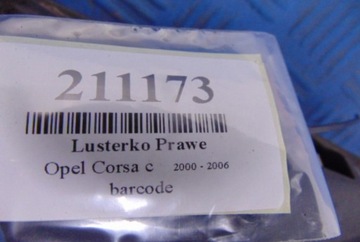 211173
Lusterko Prawe
Opel Corsa c 2000 - 2006
barcode